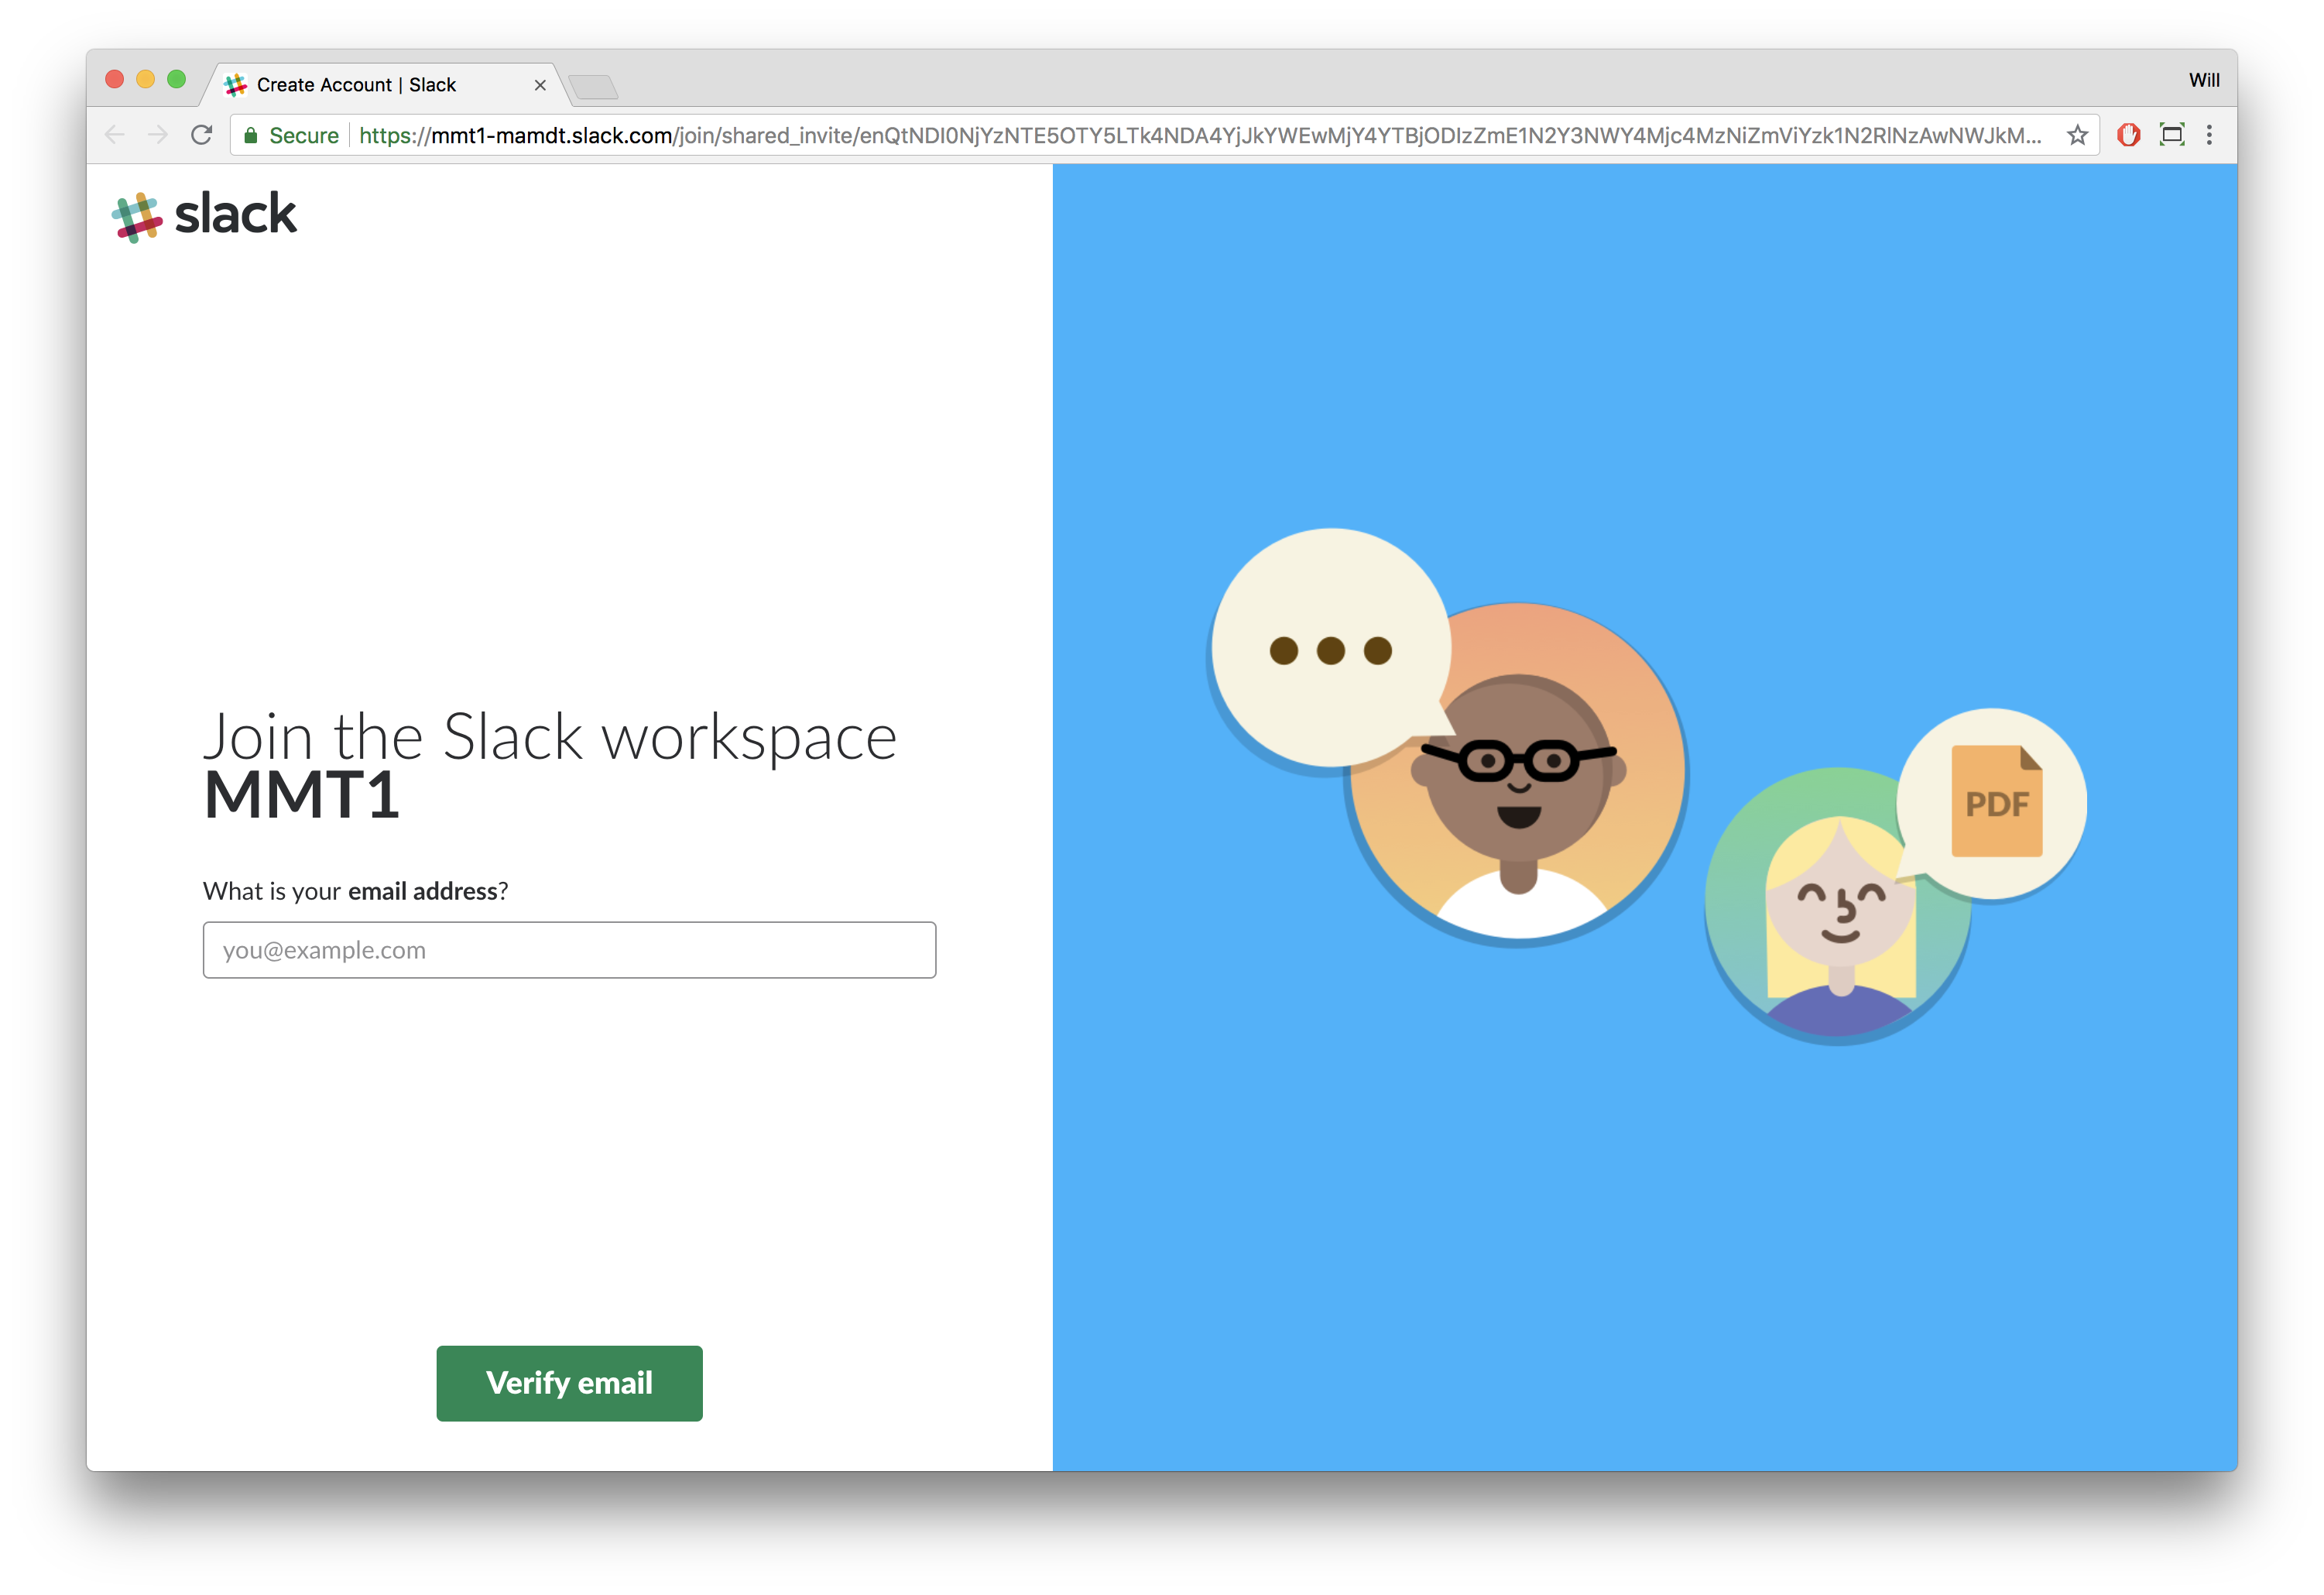 Create Account | Slack
Will
Secure
https://mmt1-mamdt.slack.com/join/shared_invite/enQtNDI0NjYzNTE5OTY5LTk4NDA4YjJkYWEwMjY4YTBjODIzZmE1N2Y3NWY4Mjc4MzNiZmViYzk1N2RlNzAwNWJkM...
slack
Join the Slack workspace
MMT1
What is your email address?
you@example.com
Verify email
PDF